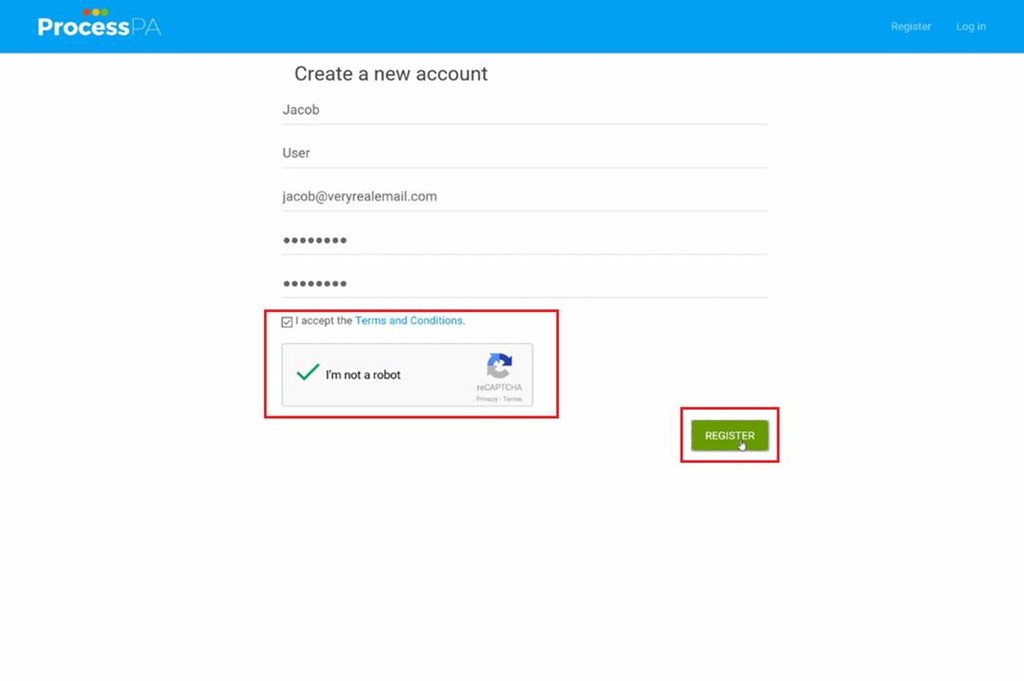 ProcessPA
Register Log in
Create a new account
Jacob
User
jacob@veryrealemail.com
••••••••
••••••••
I accept the Terms and Conditions.
I'm not a robot
reCAPTCHA
Privacy - Terms
REGISTER